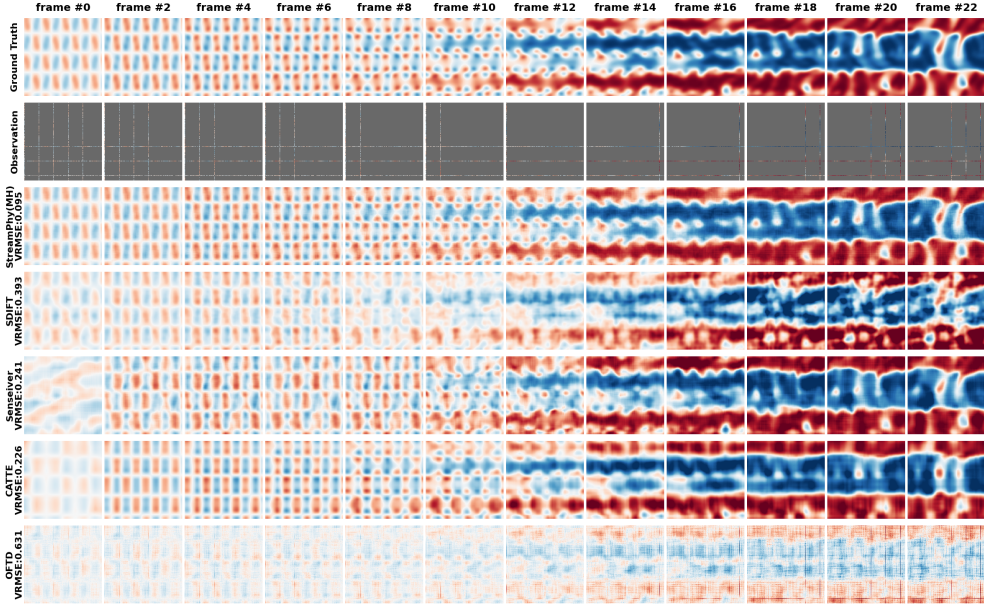 frame #0 frame #2 frame #4 frame #6 frame #8 frame #10 frame #12 frame #14 frame #16 frame #18 frame #20 frame #22
Ground Truth
Observation
StreamPhy(MH)
VRMSE:0.095
SDIFT
VRMSE:0.393
Senseiver
VRMSE:0.241
CATTE
VRMSE:0.226
OFTD
VRMSE:0.631